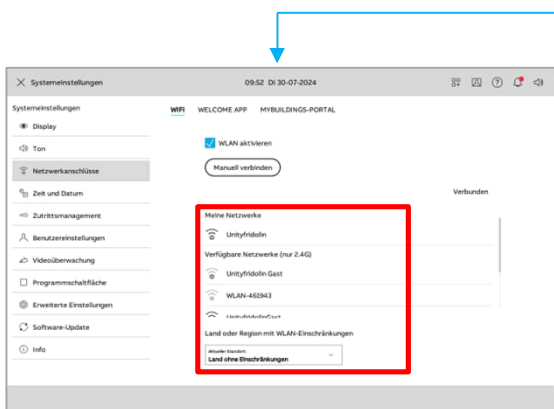 Systemeinstellungen
09:52 Di 30-07-2024
Systemeinstellungen
Display
Ton
Netzwerkanschlüsse
Zeit und Datum
Zutrittsmanagement
Benutzereinstellungen
Videoüberwachung
Programmschaltfläche
Erweiterte Einstellungen
Software-Update
Info
WIFI WELCOME APP MYBUILDINGS-PORTAL
WLAN aktivieren
Manuell verbinden
Verbunden
Meine Netzwerke
Unityfridolin
Verfügbare Netzwerke (nur 2.4G)
Unityfridolin Gast
WLAN-461943
UnityfridolinGast
Land oder Region mit WLAN-Einschränkungen
Aktueller Standort:
Land ohne Einschränkungen